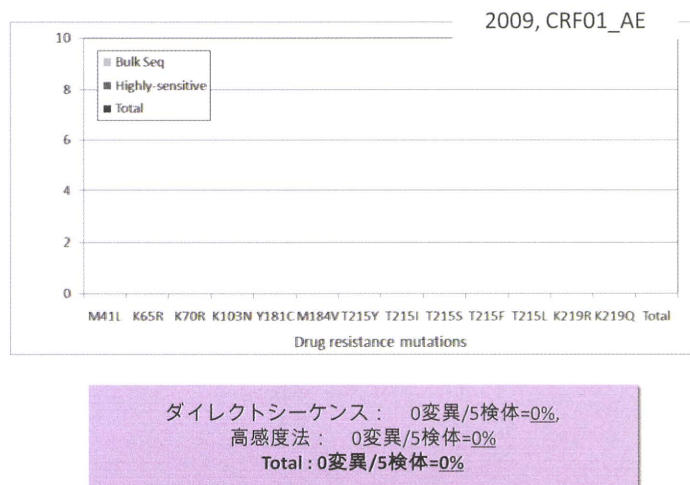 2009, CRF01_AE
10
Bulk Seq
8
Highly-sensitive
Total
6
4
2
0
M41L K65R K70R K103N Y181C M184V T215Y T215I T215S T215F T215L K219R K219Q Total
Drug resistance mutations
ダイレクトシーケンス： 0変異/5検体=0%,
高感度法： 0変異/5検体=0%
Total : 0変異/5検体=0%